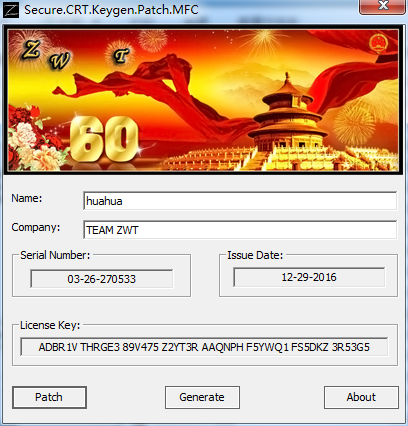 Secure.CRT.Keygen.Patch.MFC
Z W T
60
Name:
huahua
Company:
TEAM ZWT
Serial Number:
03-26-270533
Issue Date:
12-29-2016
License Key:
ADBR1V THRGE3 89V475 Z2YT3R AAQNPH F5YWQ1 FS5DKZ 3R53G5
Patch
Generate
About